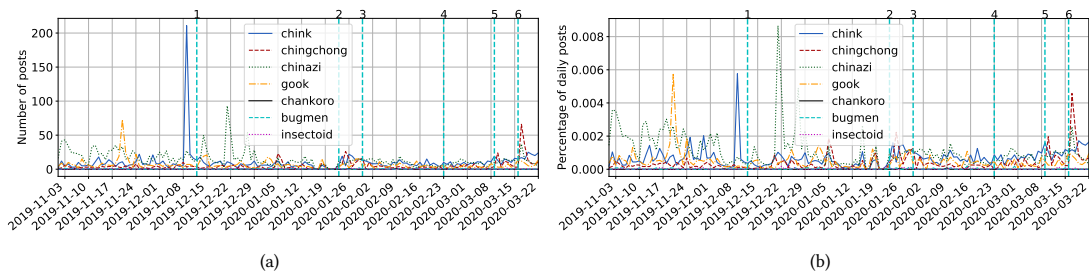 1 2 3 4 5 6
Number of posts
200
150
100
50
0
chink
chingchong
chinazi
gook
chankoro
bugmen
insectoid
2019-11-03
2019-11-10
2019-11-17
2019-11-24
2019-12-01
2019-12-08
2019-12-15
2019-12-22
2019-12-29
2020-01-05
2020-01-12
2020-01-19
2020-01-26
2020-02-02
2020-02-09
2020-02-16
2020-02-23
2020-03-01
2020-03-08
2020-03-15
2020-03-22
(a)
1 2 3 4 5 6
Percentage of daily posts
0.008
0.006
0.004
0.002
0.000
chink
chingchong
chinazi
gook
chankoro
bugmen
insectoid
2019-11-03
2019-11-10
2019-11-17
2019-11-24
2019-12-01
2019-12-08
2019-12-15
2019-12-22
2019-12-29
2020-01-05
2020-01-12
2020-01-19
2020-01-26
2020-02-02
2020-02-09
2020-02-16
2020-02-23
2020-03-01
2020-03-08
2020-03-15
2020-03-22
(b)